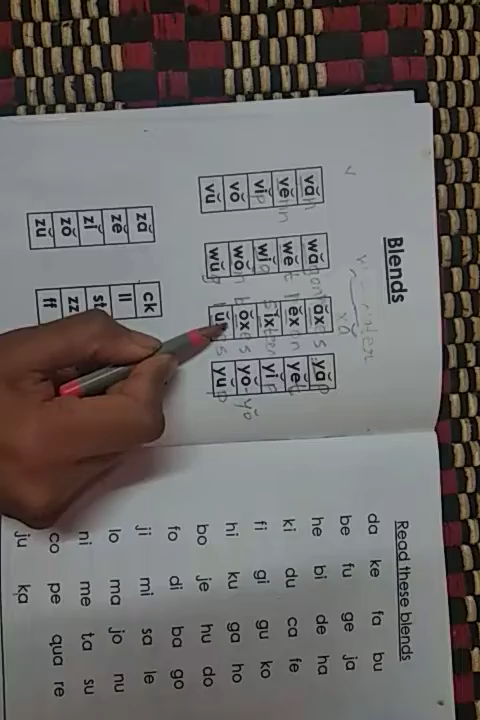 Blends
vă wă ăx yă
vĕ wĕ ĕx yĕ
vĭ wĭ ĭx yĭ
vŏ wŏ ŏx yŏ
vŭ wŭ yŭ
ză ck
zĕ ll
zĭ
zŏ zz
zŭ ff
Read these blends
da ke fa bu
be fu ge ja
he bi de ha
ki du ca fe
fi gi gu ko
hi ku ga ho
bo je hu do
fo di ba go
ji mi sa le
lo ma jo nu
ni me ta su
co pe qua re
ju ka